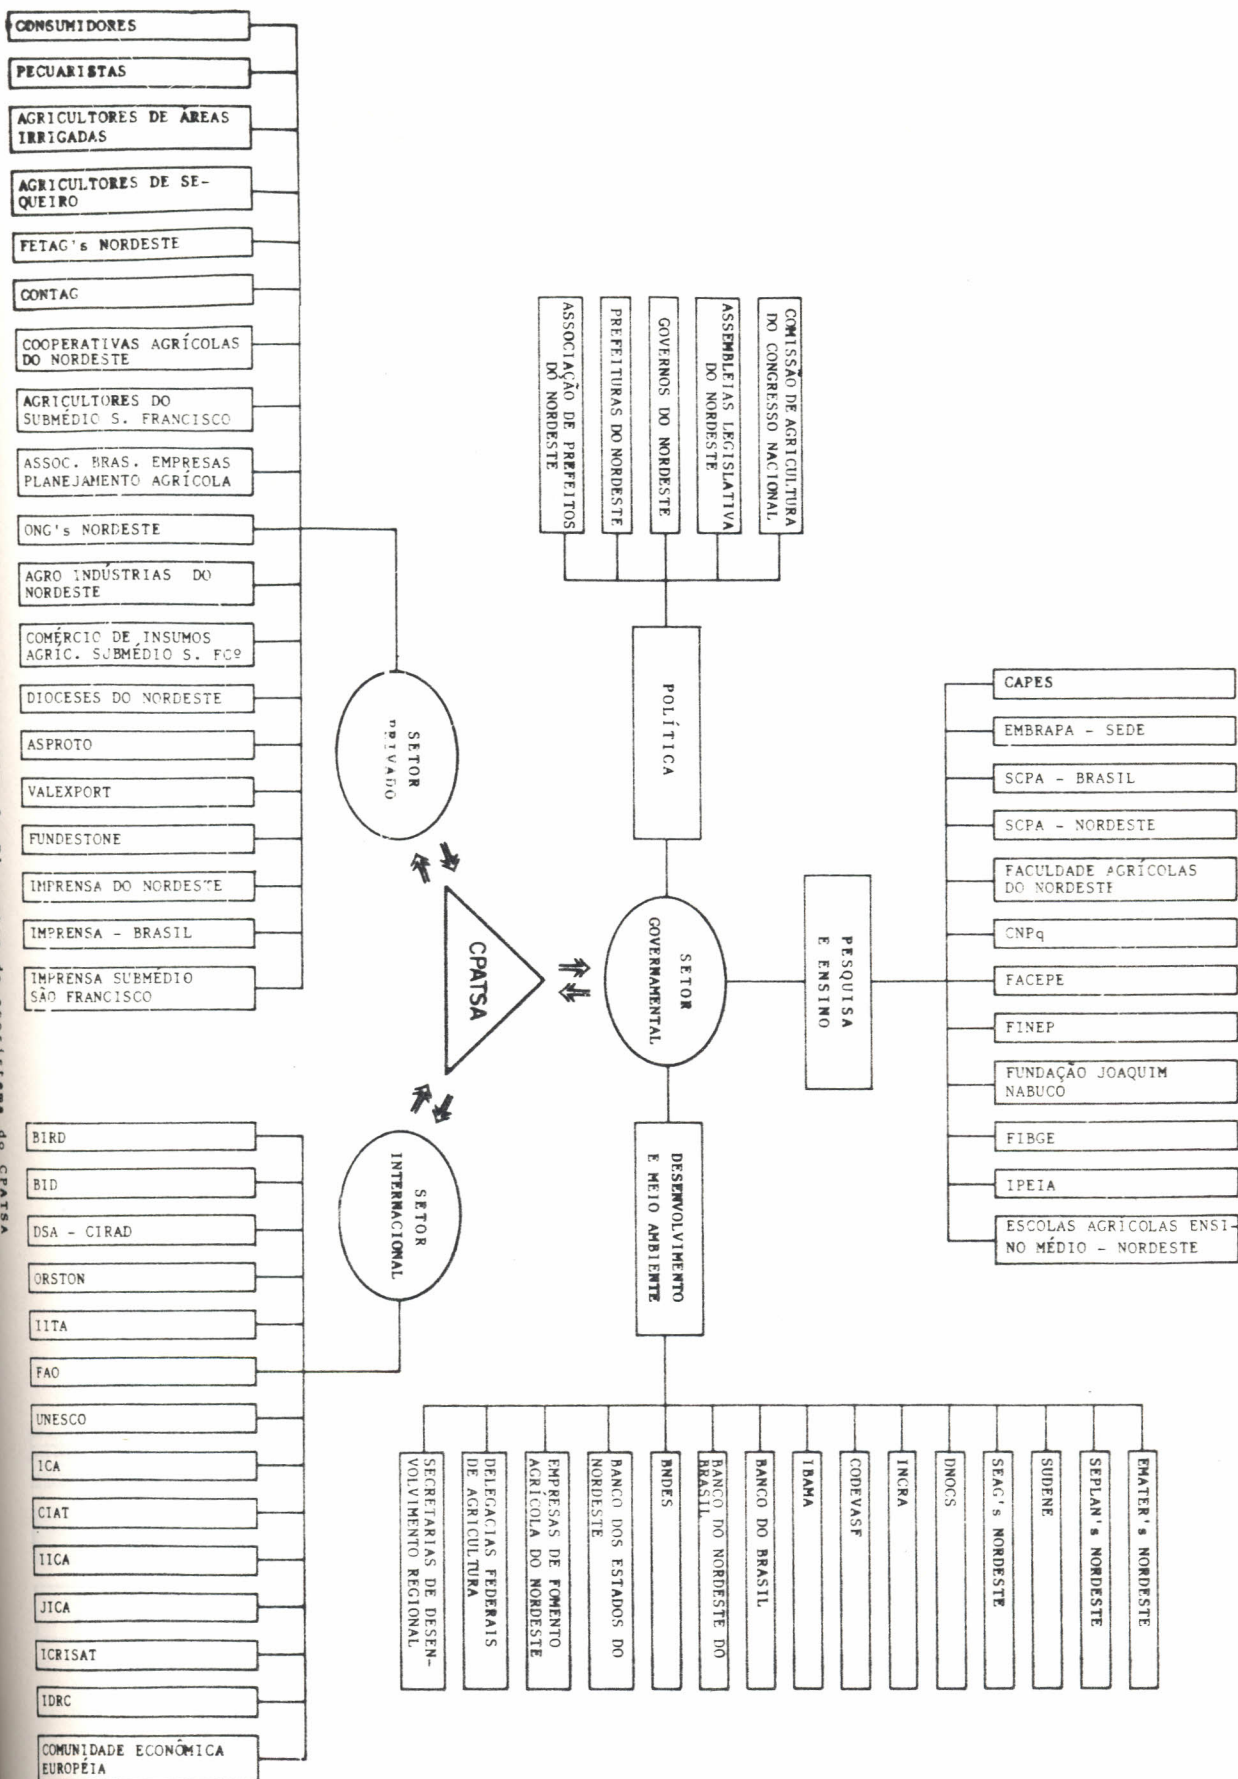 CONSUMIDORES
PECUARISTAS
AGRICULTORES DE ÁREAS
IRRIGADAS
AGRICULTORES DE SE-
QUEIRO
FETAG's NORDESTE
CONTAG
COOPERATIVAS AGRÍCOLAS
DO NORDESTE
AGRICULTORES DO
SUBMÉDIO S. FRANCISCO
ASSOC. BRAS. EMPRESAS
PLANEJAMENTO AGRÍCOLA
ONG's NORDESTE
AGRO INDÚSTRIAS DO
NORDESTE
COMÉRCIO DE INSUMOS
AGRIC. SUBMÉDIO S. FCº
DIOCESES DO NORDESTE
ASPROTO
VALEXPORT
FUNDESTONE
IMPRENSA DO NORDESTE
IMPRENSA - BRASIL
IMPRENSA SUBMÉDIO
SÃO FRANCISCO
SETOR
PRIVADO
COMISSÃO DE AGRICULTURA
DO CONGRESSO NACIONAL
ASSEMBLEIAS LEGISLATIVA
DO NORDESTE
GOVERNOS DO NORDESTE
PREFEITURAS DO NORDESTE
ASSOCIAÇÃO DE PREFEITOS
DO NORDESTE
POLÍTICA
SETOR
GOVERNAMENTAL
CPATSA
PESQUISA
E ENSINO
CAPES
EMBRAPA - SEDE
SCPA - BRASIL
SCPA - NORDESTE
FACULDADE AGRÍCOLAS
DO NORDESTE
CNPq
FACEPE
FINEP
FUNDAÇÃO JOAQUIM
NABUCO
FIBGE
IPEIA
ESCOLAS AGRICOLAS ENSI-
NO MÉDIO - NORDESTE
DESENVOLVIMENTO
E MEIO AMBIENTE
EMATER's NORDESTE
SEPLAN's NORDESTE
SUDENE
SEAG's NORDESTE
DNOCS
INCRA
CODEVASF
IBAMA
BANCO DO BRASIL
BANCO DO NORDESTE DO
BRASIL
BNDES
BANCO DOS ESTADOS DO
NORDESTE
EMPRESAS DE FOMENTO
AGRÍCOLA DO NORDESTE
DELEGACIAS FEDERAIS
DE AGRICULTURA
SECRETARIAS DE DESEN-
VOLVIMENTO REGIONAL
SETOR
INTERNACIONAL
BIRD
BID
DSA - CIRAD
ORSTON
IITA
FAO
UNESCO
ICA
CIAT
IICA
JICA
ICRISAT
IDRC
COMUNIDADE ECONÔMICA
EUROPÉIA
do CPATSA